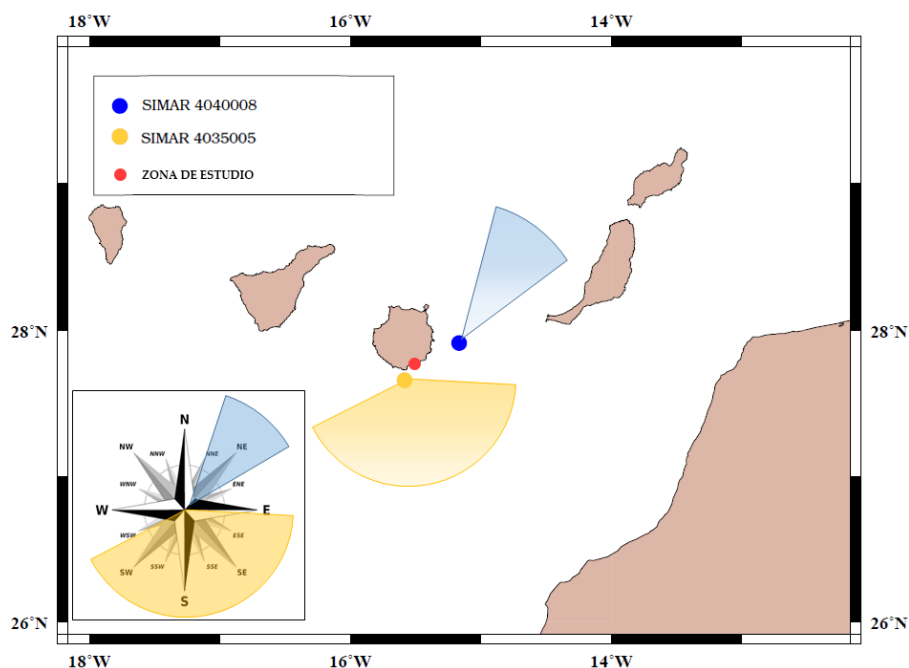 18°W 16°W 14°W
SIMAR 4040008
SIMAR 4035005
ZONA DE ESTUDIO
28°N 28°N
N
NW NNW NNE NE
WNW ENE
W E
WSW ESE
SW SSW SSE SE
S
26°N 26°N
18°W 16°W 14°W